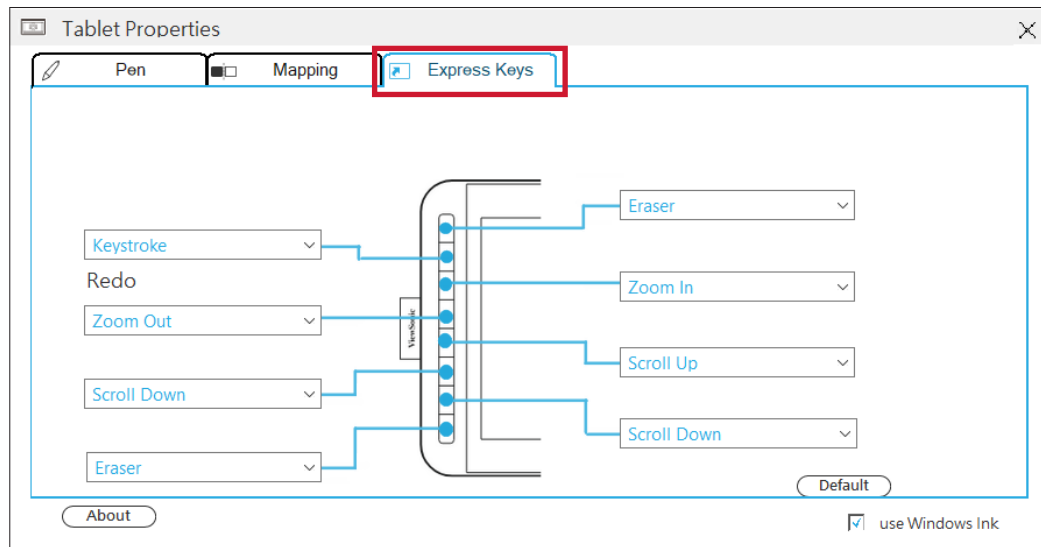 Tablet Properties
Pen
Mapping
Express Keys
Eraser
Keystroke
Redo
Zoom In
Zoom Out
ViewSonic
Scroll Up
Scroll Down
Scroll Down
Eraser
Default
About
use Windows Ink